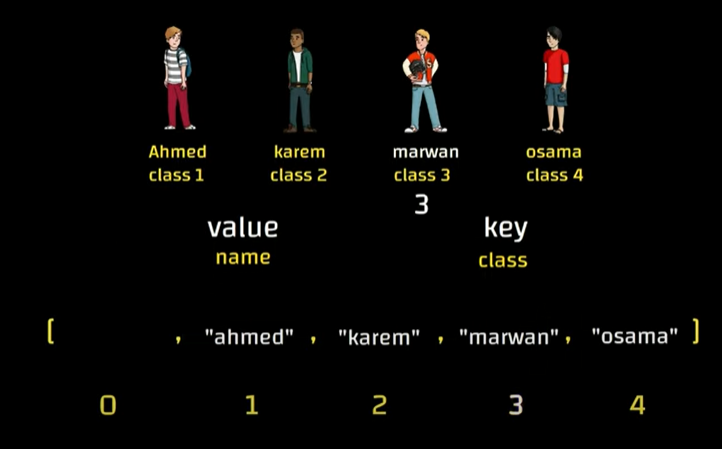 Ahmed karem marwan osama
class 1 class 2 class 3 class 4
3
value key
name class
[ , "ahmed" , "karem" , "marwan" , "osama" ]
0 1 2 3 4